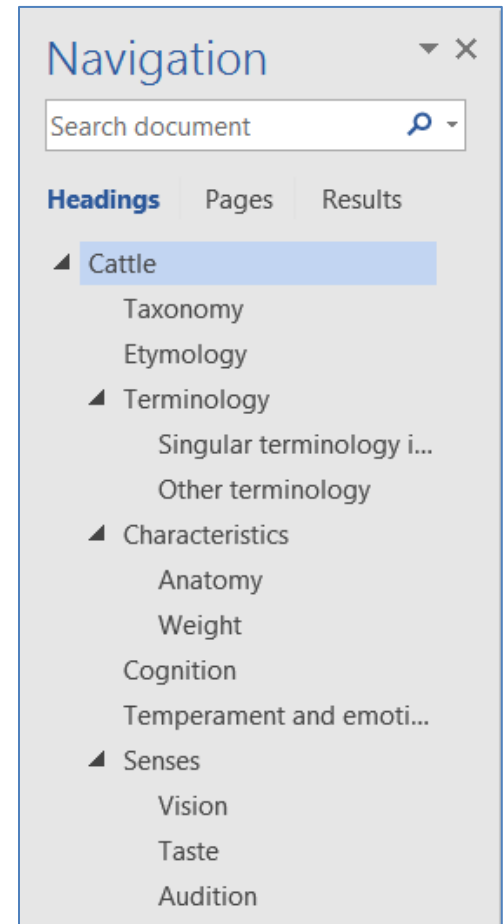 Navigation
Search document
Headings Pages Results
Cattle
Taxonomy
Etymology
Terminology
Singular terminology i...
Other terminology
Characteristics
Anatomy
Weight
Cognition
Temperament and emoti...
Senses
Vision
Taste
Audition